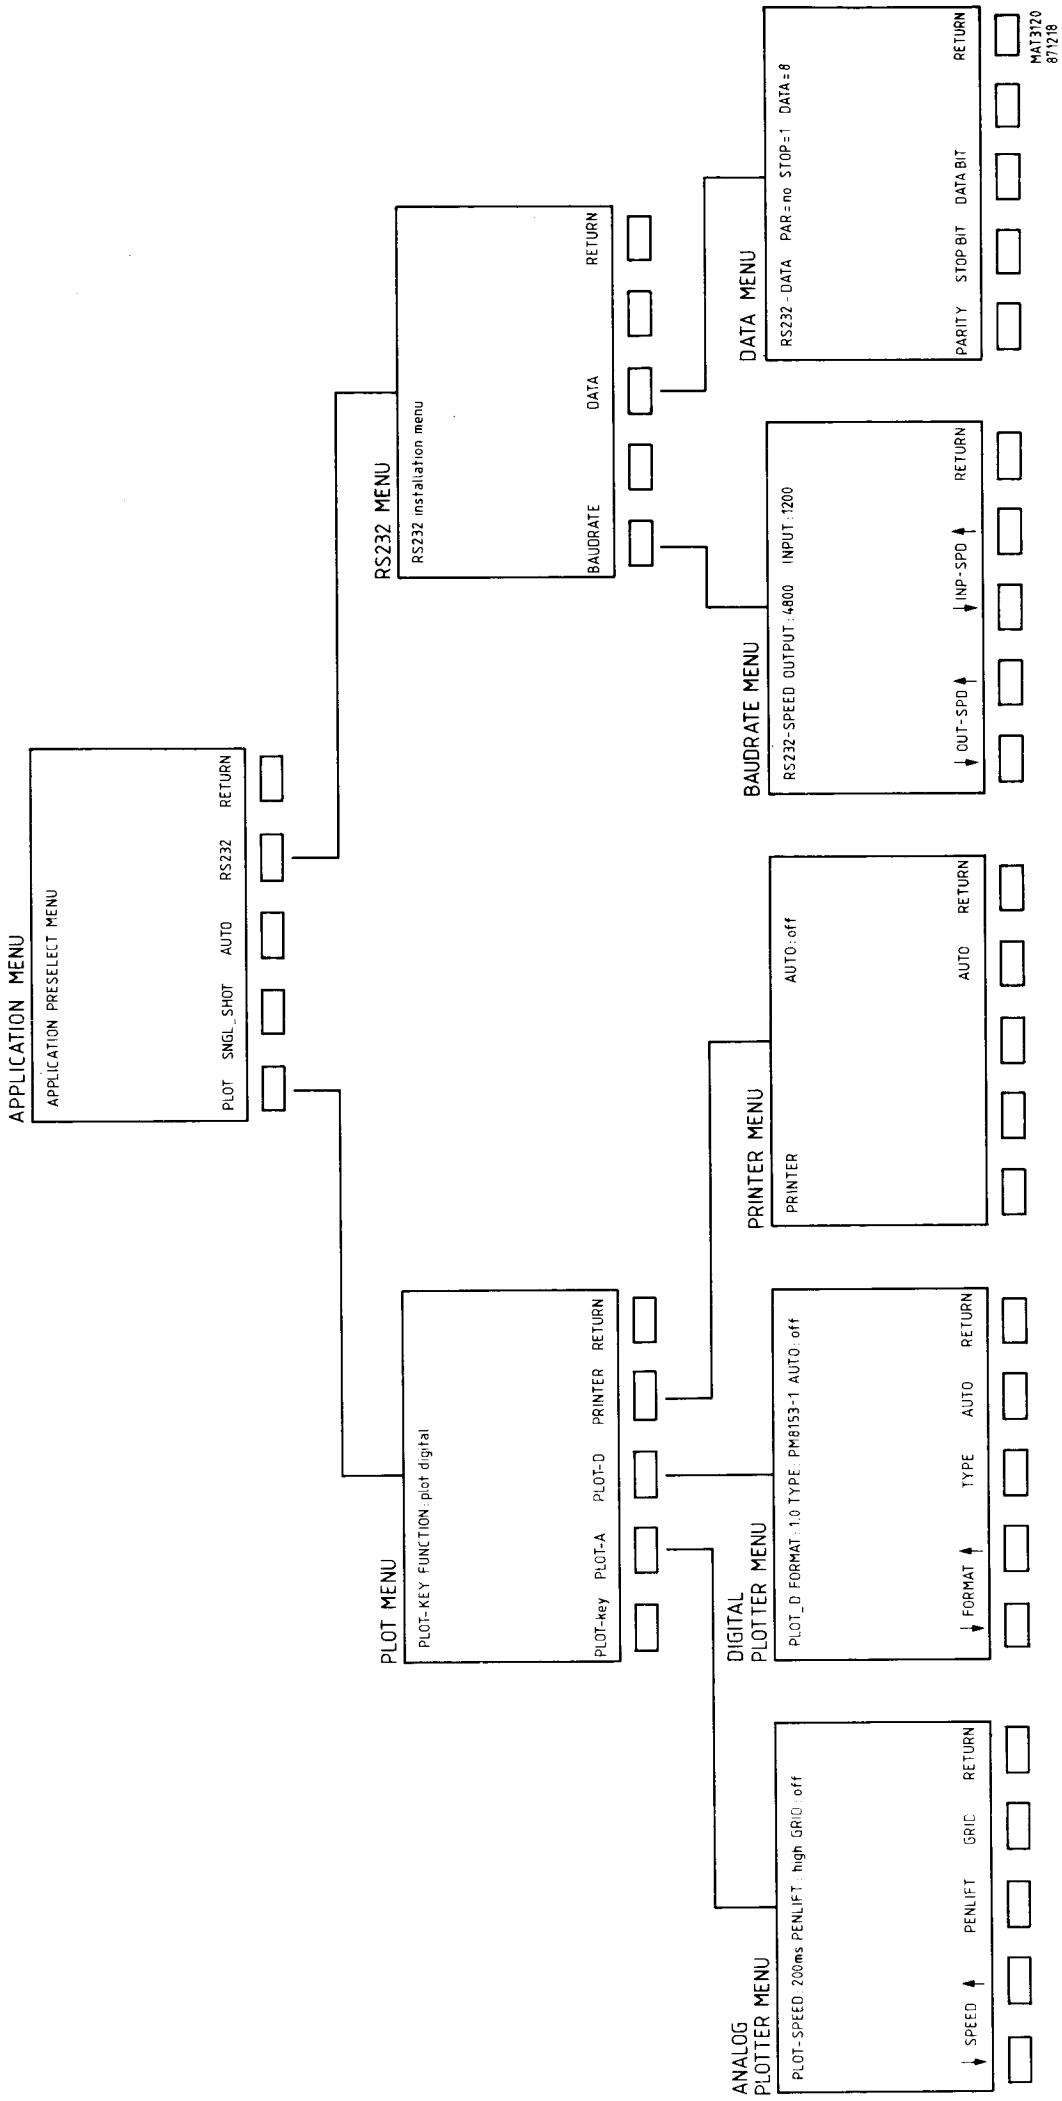 APPLICATION MENU
APPLICATION PRESELECT MENU
PLOT SNGL_SHOT AUTO RS232 RETURN
PLOT MENU
PLOT-KEY FUNCTION: plot digital
PLOT-key PLOT-A PLOT-D PRINTER RETURN
RS232 MENU
RS232 installation menu
BAUDRATE DATA RETURN
ANALOG
PLOTTER MENU
PLOT-SPEED: 200ms PENLIFT: high GRID: off
↓ SPEED ↑ PENLIFT GRID RETURN
DIGITAL
PLOTTER MENU
PLOT_D FORMAT: 1.0 TYPE: PM8153-1 AUTO: off
↓ FORMAT ↑ TYPE AUTO RETURN
PRINTER MENU
PRINTER AUTO: off
AUTO RETURN
BAUDRATE MENU
RS232-SPEED OUTPUT: 4800 INPUT: 1200
↓ OUT-SPD ↑ ↓ INP-SPD ↑ RETURN
DATA MENU
RS232-DATA PAR=no STOP=1 DATA=8
PARITY STOP BIT DATA BIT RETURN
MAT3120
871218